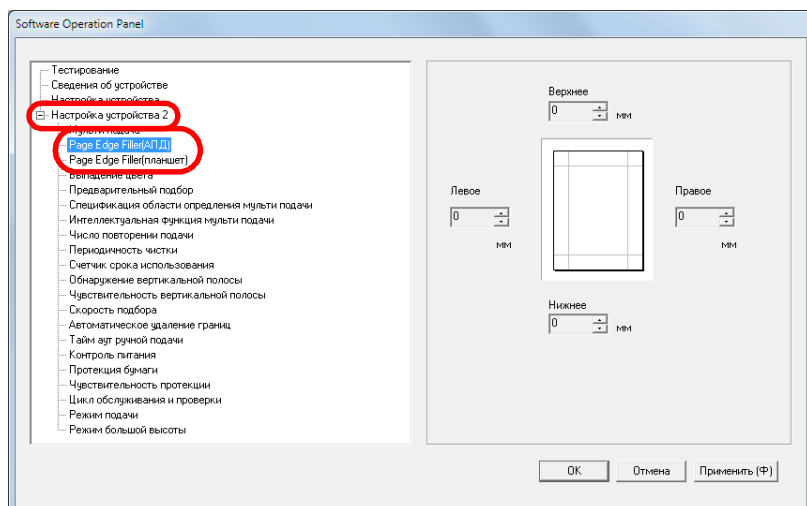 Software Operation Panel
Тестирование
Сведения об устройстве
Настройка устройства
Настройка устройства 2
Мульти подача
Page Edge Filler(АПД)
Page Edge Filler(планшет)
Выпадение цвета
Предварительный подбор
Спецификация области опредления мульти подачи
Интеллектуальная функция мульти подачи
Число повторении подачи
Периодичность чистки
Счетчик срока использования
Обнаружение вертикальной полосы
Чувствительность вертикальной полосы
Скорость подбора
Автоматическое удаление границ
Тайм аут ручной подачи
Контроль питания
Протекция бумаги
Чувствительность протекции
Цикл обслуживания и проверки
Режим подачи
Режим большой высоты
Верхнее
0 мм
Левое
0
мм
Правое
0
мм
Нижнее
0 мм
OK Отмена Применить (Ф)